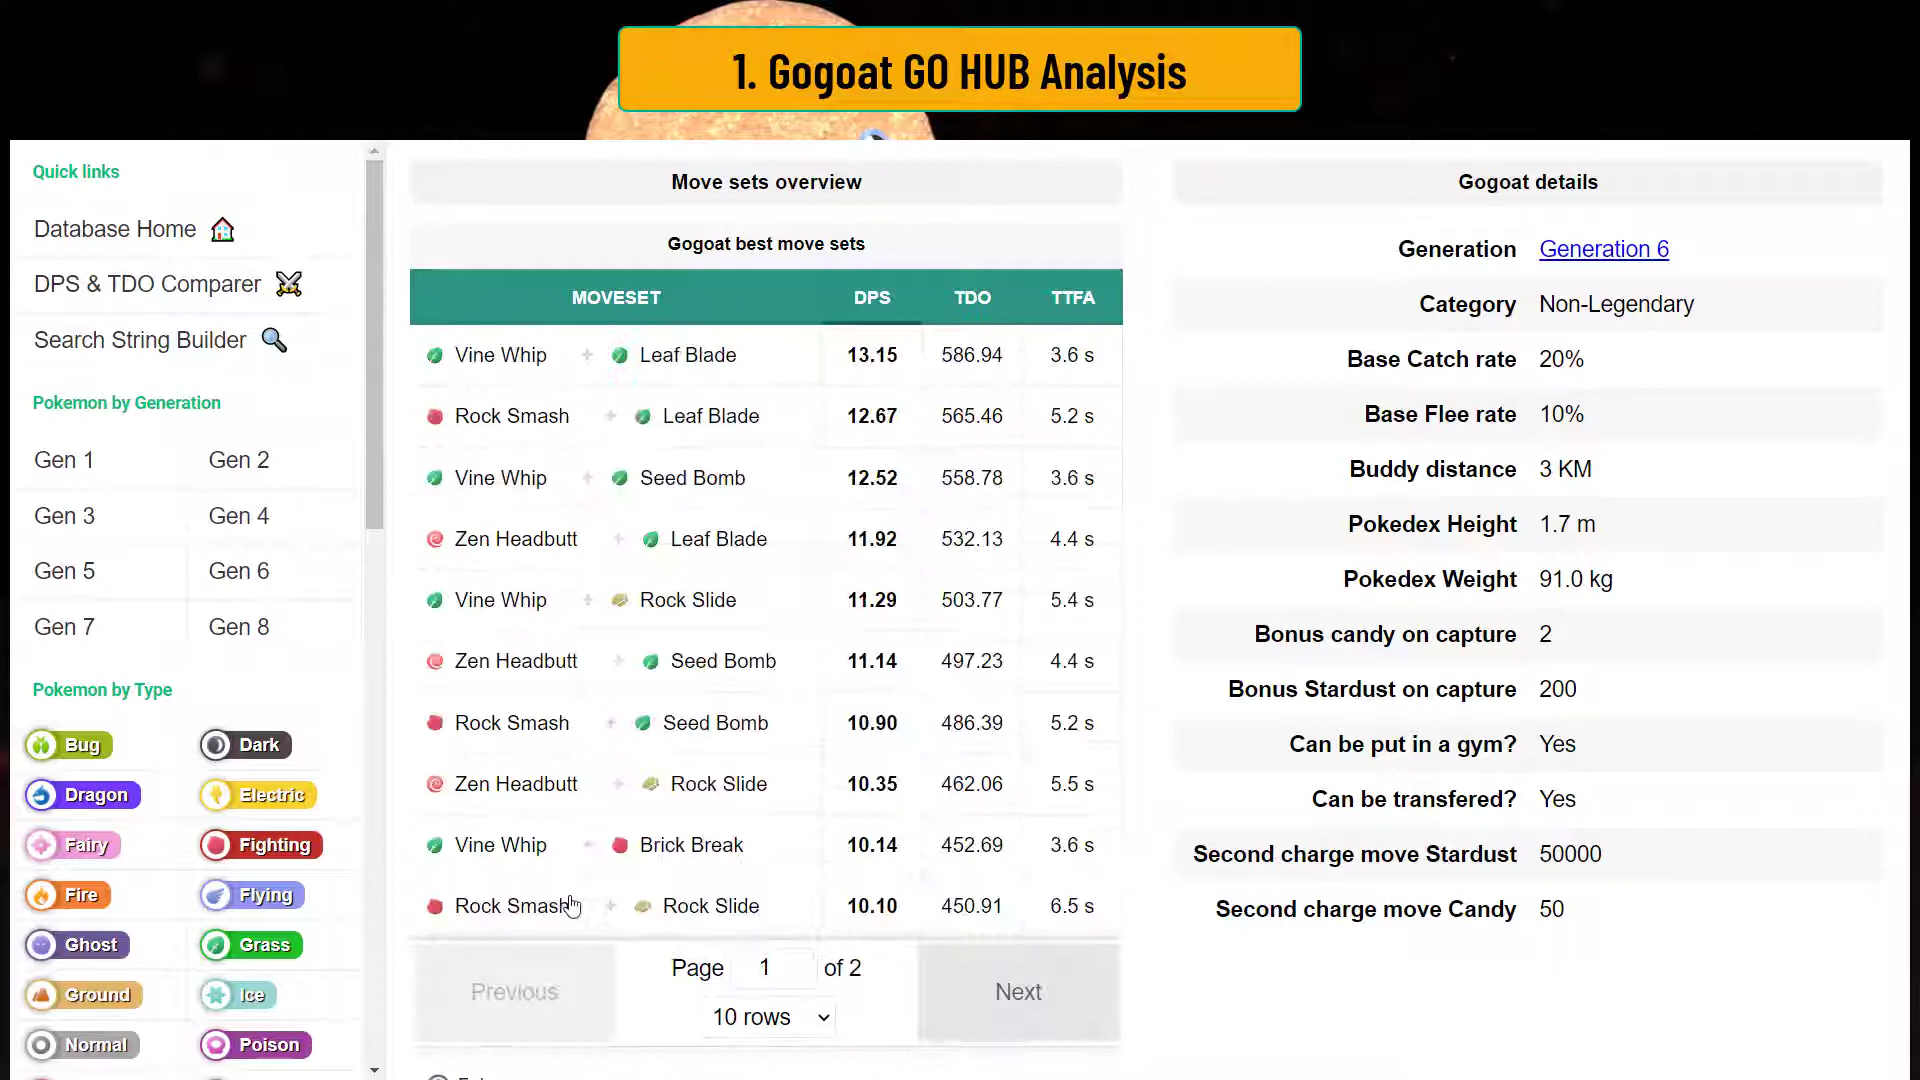 1. Gogoat GO HUB Analysis
Quick links
Database Home
DPS & TDO Comparer
Search String Builder
Pokemon by Generation
Gen 1 Gen 2
Gen 3 Gen 4
Gen 5 Gen 6
Gen 7 Gen 8
Pokemon by Type
Bug Dark
Dragon Electric
Fairy Fighting
Fire Flying
Ghost Grass
Ground Ice
Normal Poison
Move sets overview
Gogoat best move sets
MOVESET DPS TDO TTFA
Vine Whip + Leaf Blade 13.15 586.94 3.6 s
Rock Smash + Leaf Blade 12.67 565.46 5.2 s
Vine Whip + Seed Bomb 12.52 558.78 3.6 s
Zen Headbutt + Leaf Blade 11.92 532.13 4.4 s
Vine Whip + Rock Slide 11.29 503.77 5.4 s
Zen Headbutt + Seed Bomb 11.14 497.23 4.4 s
Rock Smash + Seed Bomb 10.90 486.39 5.2 s
Zen Headbutt + Rock Slide 10.35 462.06 5.5 s
Vine Whip + Brick Break 10.14 452.69 3.6 s
Rock Smash + Rock Slide 10.10 450.91 6.5 s
Previous
Page 1 of 2
10 rows
Next
Gogoat details
Generation Generation 6
Category Non-Legendary
Base Catch rate 20%
Base Flee rate 10%
Buddy distance 3 KM
Pokedex Height 1.7 m
Pokedex Weight 91.0 kg
Bonus candy on capture 2
Bonus Stardust on capture 200
Can be put in a gym? Yes
Can be transfered? Yes
Second charge move Stardust 50000
Second charge move Candy 50